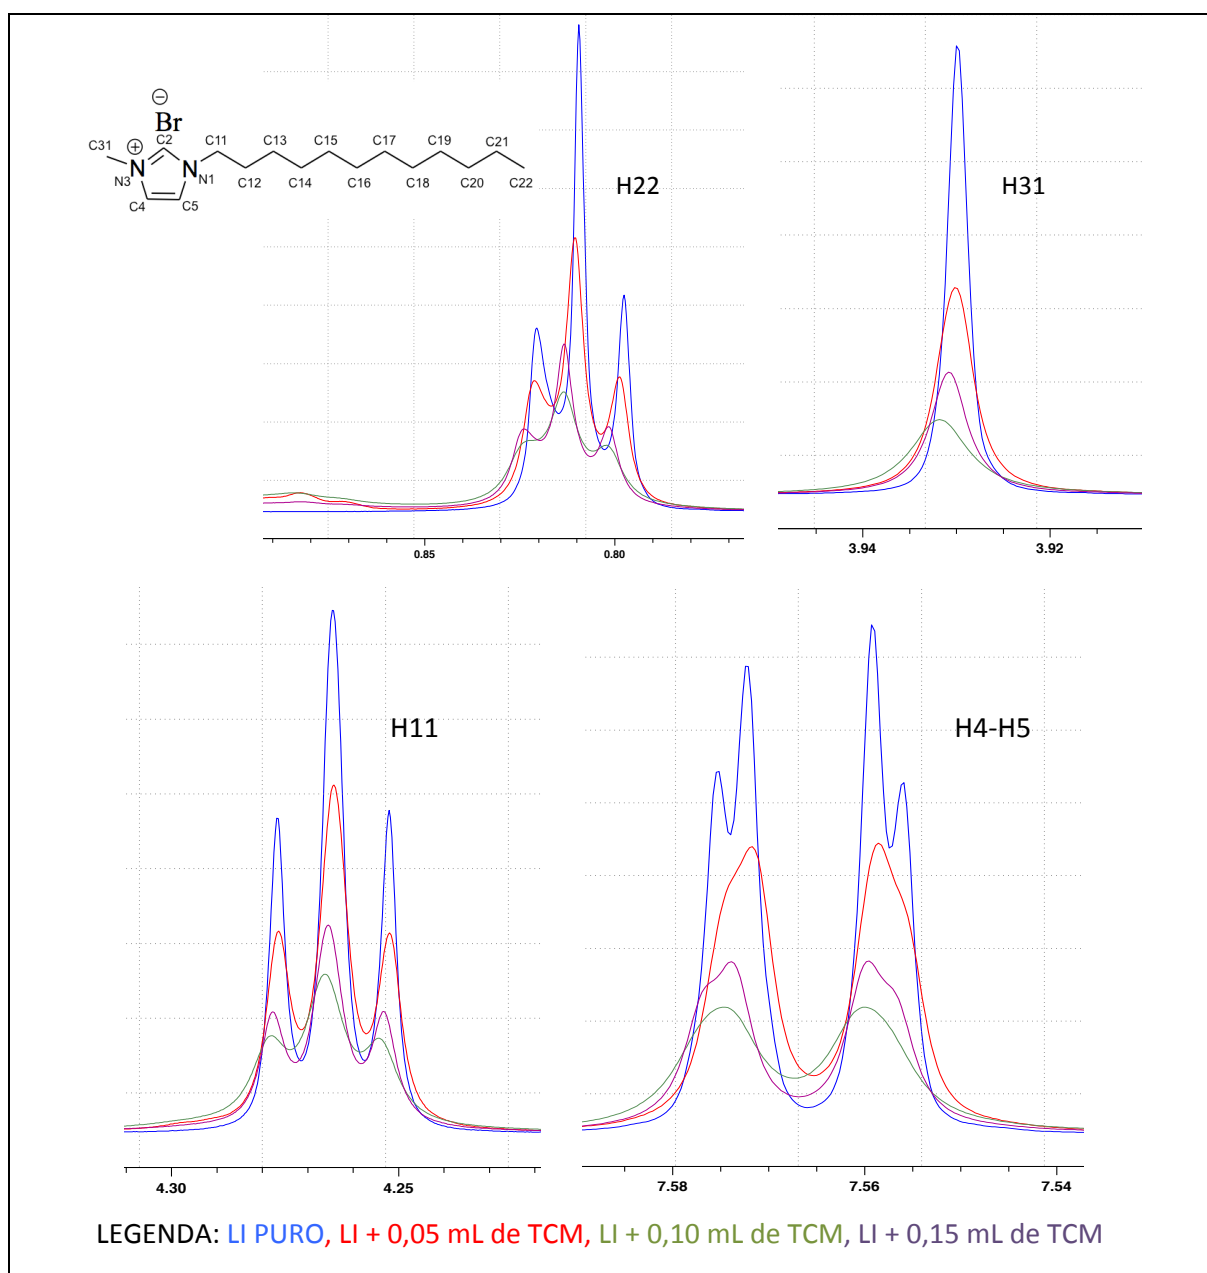 ⊖
Br
C31 ⊕ C2 C11 C13 C15 C17 C19 C21
N N
N3 N1 C12 C14 C16 C18 C20 C22
C4 C5
H22
H31
0.85 0.80
3.94 3.92
H11
H4-H5
4.30 4.25
7.58 7.56 7.54
LEGENDA: LI PURO, LI + 0,05 mL de TCM, LI + 0,10 mL de TCM, LI + 0,15 mL de TCM